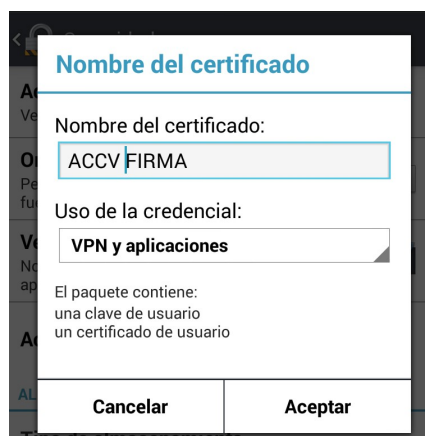 Nombre del certificado
Nombre del certificado:
ACCV FIRMA
Uso de la credencial:
VPN y aplicaciones
El paquete contiene:
una clave de usuario
un certificado de usuario
Cancelar
Aceptar